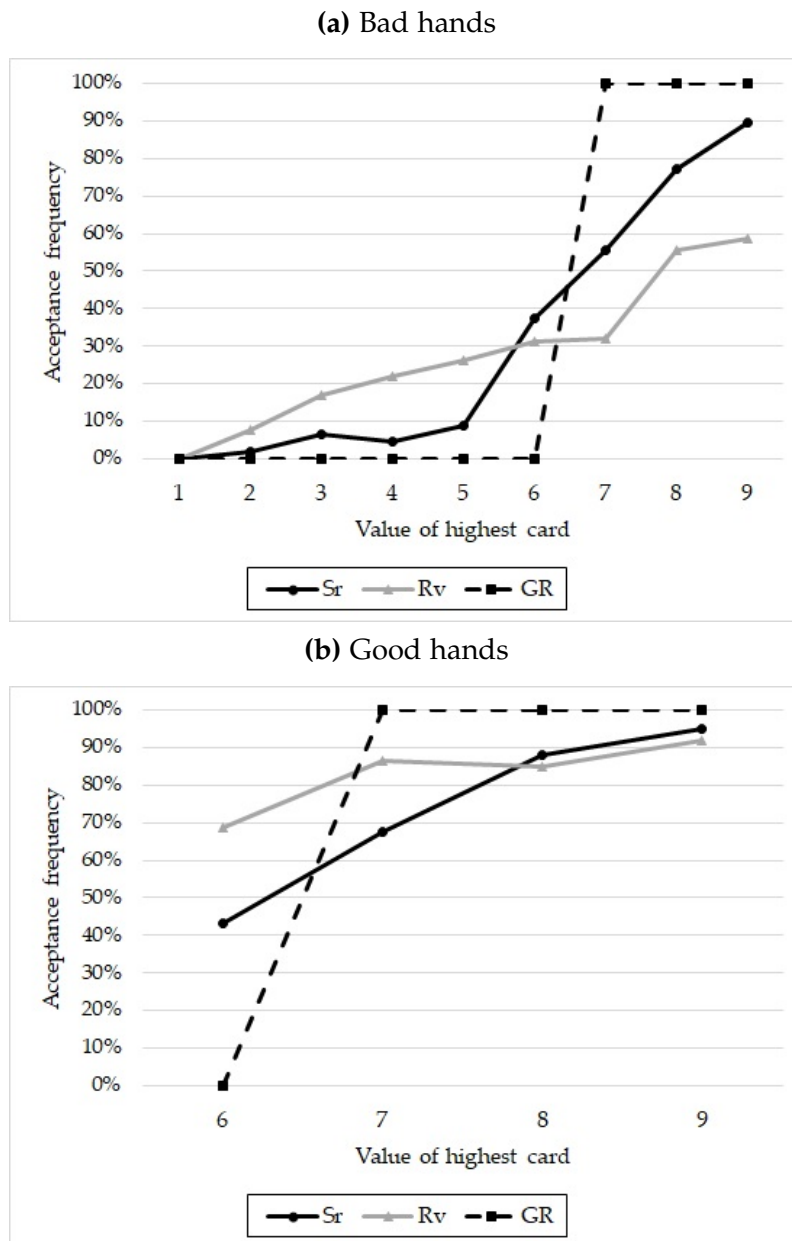 (a) Bad hands
100%
90%
80%
70%
60%
50%
40%
30%
20%
10%
0%
Acceptance frequency
1 2 3 4 5 6 7 8 9
Value of highest card
Sr Rv GR
(b) Good hands
100%
90%
80%
70%
60%
50%
40%
30%
20%
10%
0%
Acceptance frequency
6 7 8 9
Value of highest card
Sr Rv GR